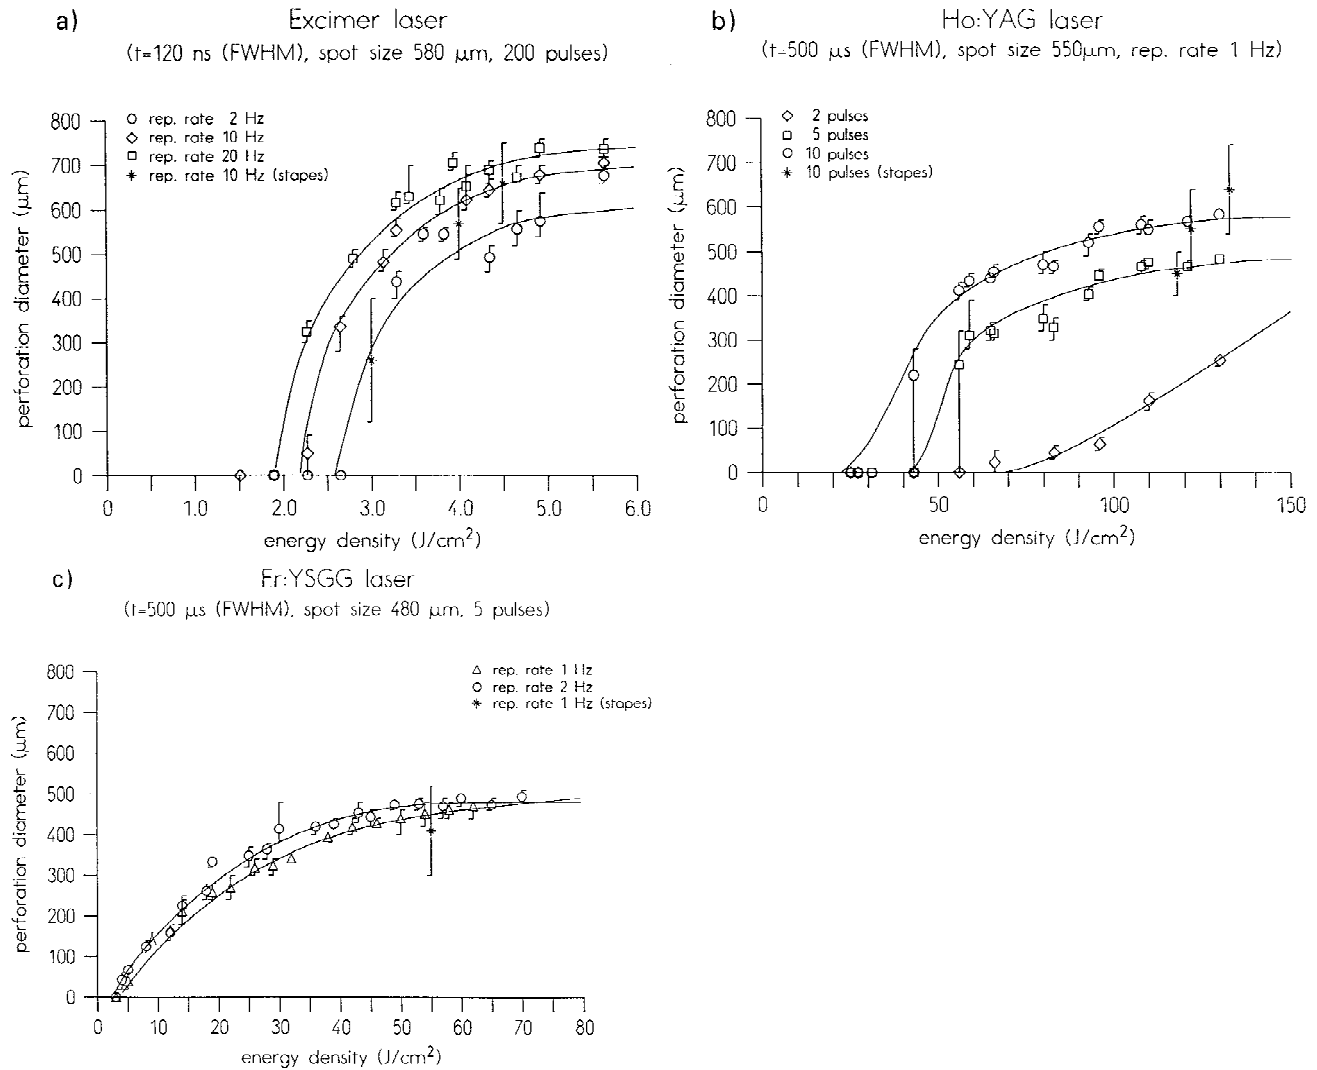 a) Excimer laser
(t=120 ns (FWHM), spot size 580 μm, 200 pulses)
rep. rate 2 Hz
rep. rate 10 Hz
rep. rate 20 Hz
rep. rate 10 Hz (stapes)
perforation diameter (μm)
800
700
600
500
400
300
200
100
0
0 1.0 2.0 3.0 4.0 5.0 6.0
energy density (J/cm²)
b) Ho:YAG laser
(t=500 μs (FWHM), spot size 550μm, rep. rate 1 Hz)
2 pulses
5 pulses
10 pulses
10 pulses (stapes)
perforation diameter (μm)
800
700
600
500
400
300
200
100
0
0 50 100 150
energy density (J/cm²)
c) Er:YSGG laser
(t=500 μs (FWHM), spot size 480 μm, 5 pulses)
rep. rate 1 Hz
rep. rate 2 Hz
rep. rate 1 Hz (stapes)
perforation diameter (μm)
800
700
600
500
400
300
200
100
0
0 10 20 30 40 50 60 70 80
energy density (J/cm²)